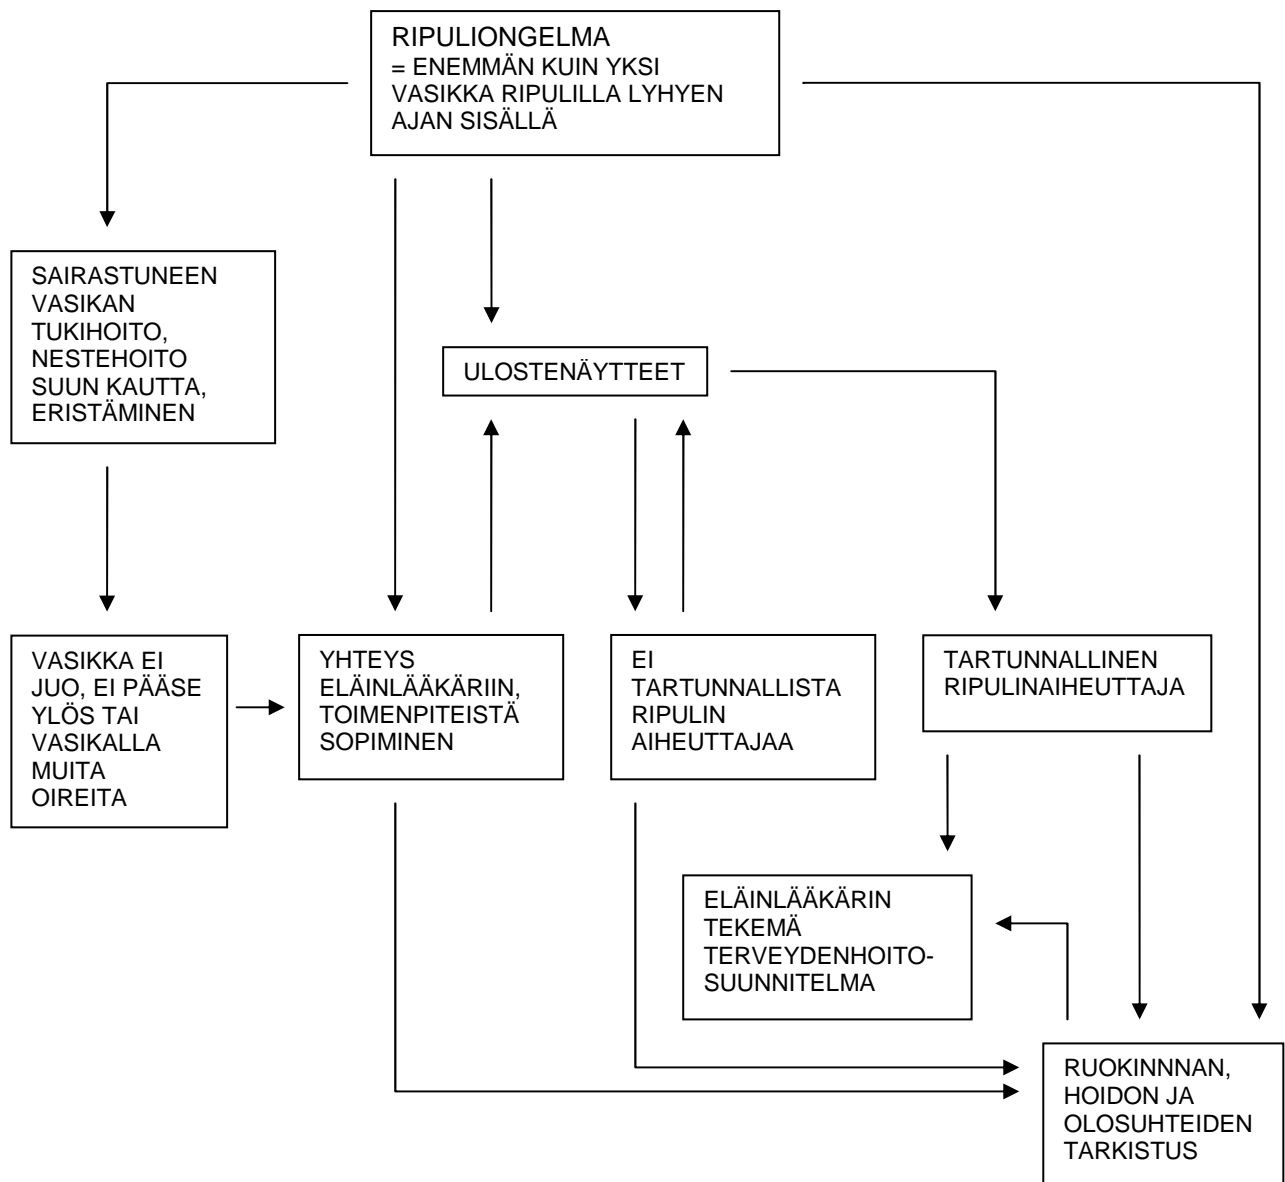 RIPULIONGELMA
= ENEMMÄN KUIN YKSI
VASIKKA RIPULILLA LYHYEN
AJAN SISÄLLÄ
SAIRASTUNEEN
VASIKAN
TUKIHOITO,
NESTEHOITO
SUUN KAUTTA,
ERISTÄMINEN
ULOSTENÄYTTEET
VASIKKA EI
JUO, EI PÄÄSE
YLÖS TAI
VASIKALLA
MUITA
OIREITA
YHTEYS
ELÄINLÄÄKÄRIIN,
TOIMENPITEISTÄ
SOPIMINEN
EI
TARTUNNALLISTA
RIPULIN
AIHEUTTAJAA
TARTUNNALLINEN
RIPULINAIHEUTTAJA
ELÄINLÄÄKÄRIN
TEKEMÄ
TERVEYDENHOITO-
SUUNNITELMA
RUOKINNNAN,
HOIDON JA
OLOSUHTEIDEN
TARKISTUS